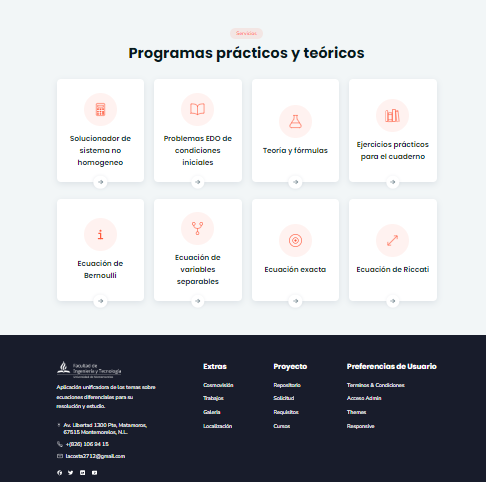 Servicios
Programas prácticos y teóricos
Solucionador de
sistema no
homogeneo
Problemas EDO de
condiciones
iniciales
Teoría y fórmulas
Ejercicios prácticos
para el cuaderno
Ecuación de
Bernoulli
Ecuación de
variables
separables
Ecuación exacta
Ecuación de Riccati
Facultad de
Ingeniería y Tecnología
Aplicación unificadora de los temas sobre
ecuaciones diferenciales para su
resolución y estudio.
Av. Libertad 1300 Pte, Matamoros,
67515 Montemorelos, N.L.
+(826) 106 94 15
lacosta2712@gmail.com
Extras
Cosmovisión
Trabajos
Galería
Localización
Proyecto
Repositorio
Solicitud
Requisitos
Cursos
Preferencias de Usuario
Terminos & Condiciones
Acceso Admin
Themes
Responsive